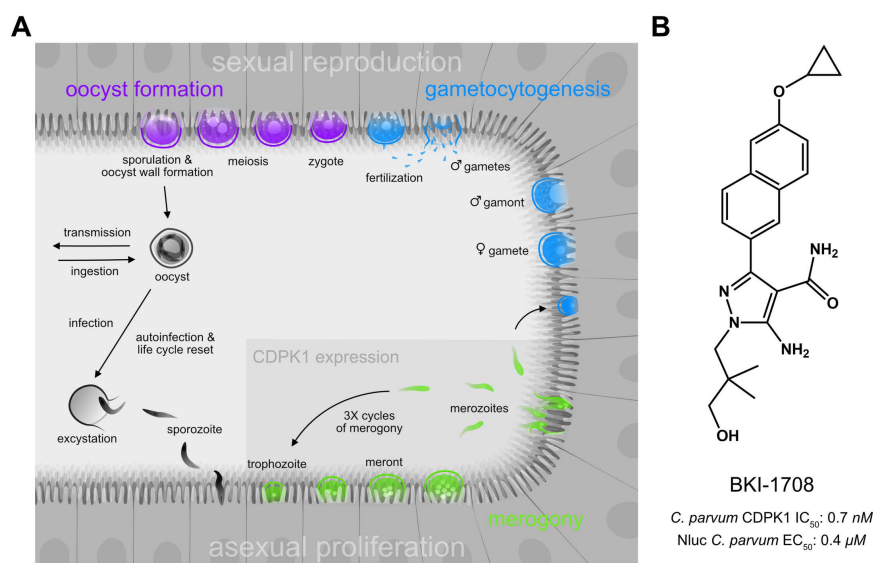 A
sexual reproduction
oocyst formation
gametocytogenesis
sporulation &
oocyst wall formation
meiosis
zygote
fertilization
♂ gametes
♂ gamont
♀ gamete
transmission
ingestion
oocyst
infection
autoinfection &
life cycle reset
CDPK1 expression
excystation
sporozoite
3X cycles
of merogony
merozoites
trophozoite
meront
merogony
asexual proliferation
B
O
NH₂
N
O
N
NH₂
OH
BKI-1708
C. parvum CDPK1 IC₅₀: 0.7 nM
Nluc C. parvum EC₅₀: 0.4 µM